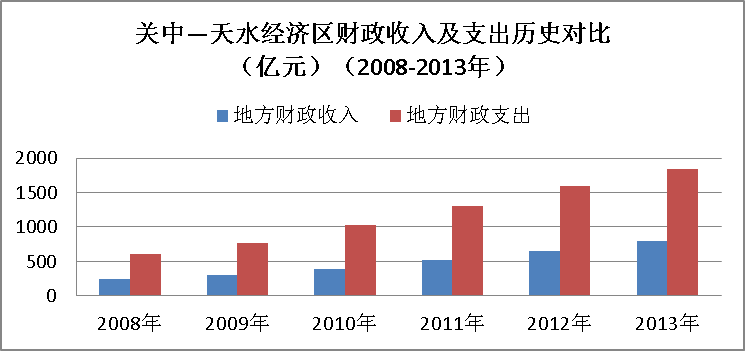 关中—天水经济区财政收入及支出历史对比
（亿元）（2008-2013年）
地方财政收入 地方财政支出
2000
1500
1000
500
0
2008年 2009年 2010年 2011年 2012年 2013年